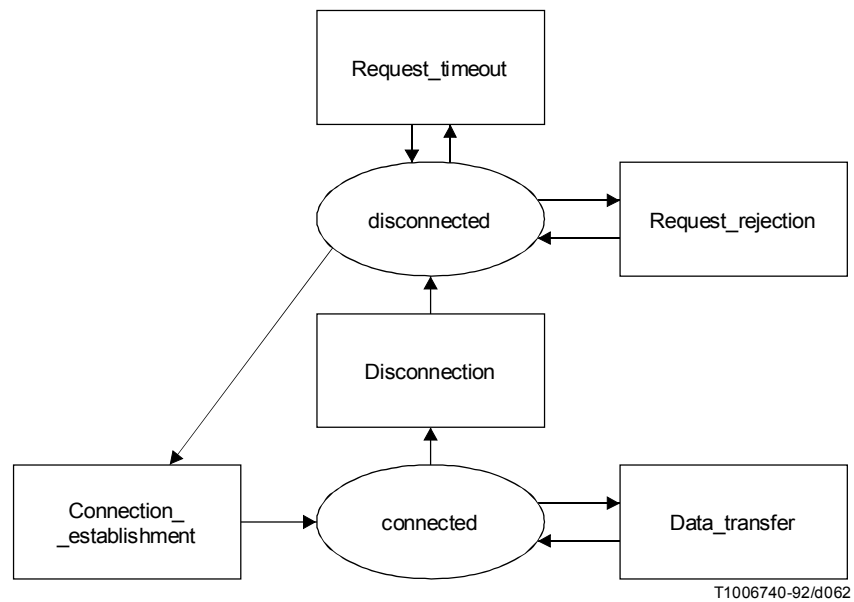 Request_timeout
disconnected
Request_rejection
Disconnection
Connection_
_establishment
connected
Data_transfer
T1006740-92/d062